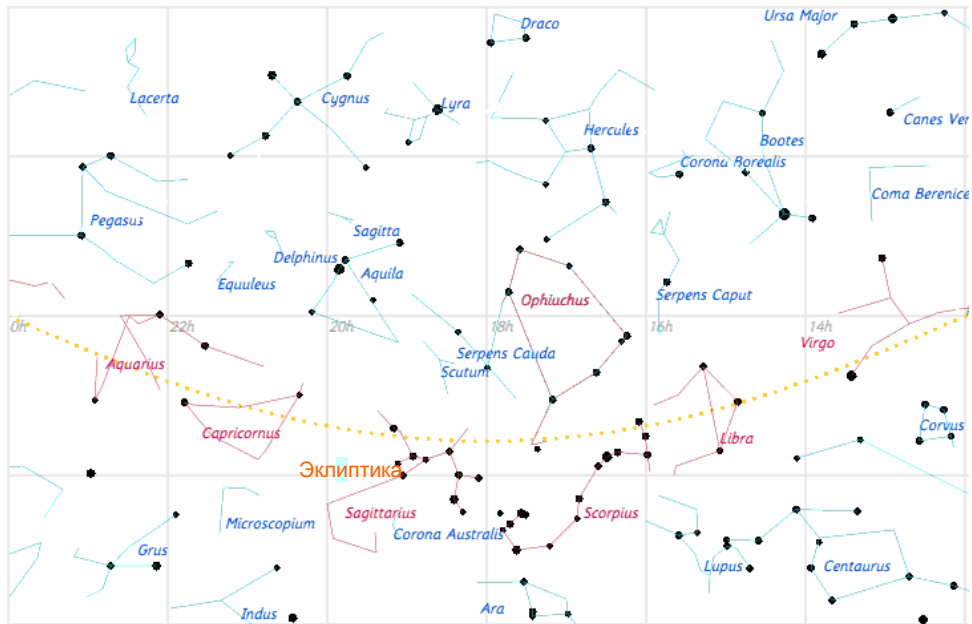 Draco
Ursa Major
Lacerta
Cygnus
Lyra
Hercules
Bootes
Canes Ven
Corona Borealis
Coma Berenice
Pegasus
Sagitta
Delphinus
Aquila
Equuleus
Ophiuchus
Serpens Caput
0h
22h
20h
18h
16h
14h
Virgo
Aquarius
Serpens Cauda
Scutum
Capricornus
Libra
Corvus
Эклиптика
Sagittarius
Scorpius
Microscopium
Corona Australis
Grus
Lupus
Centaurus
Indus
Ara